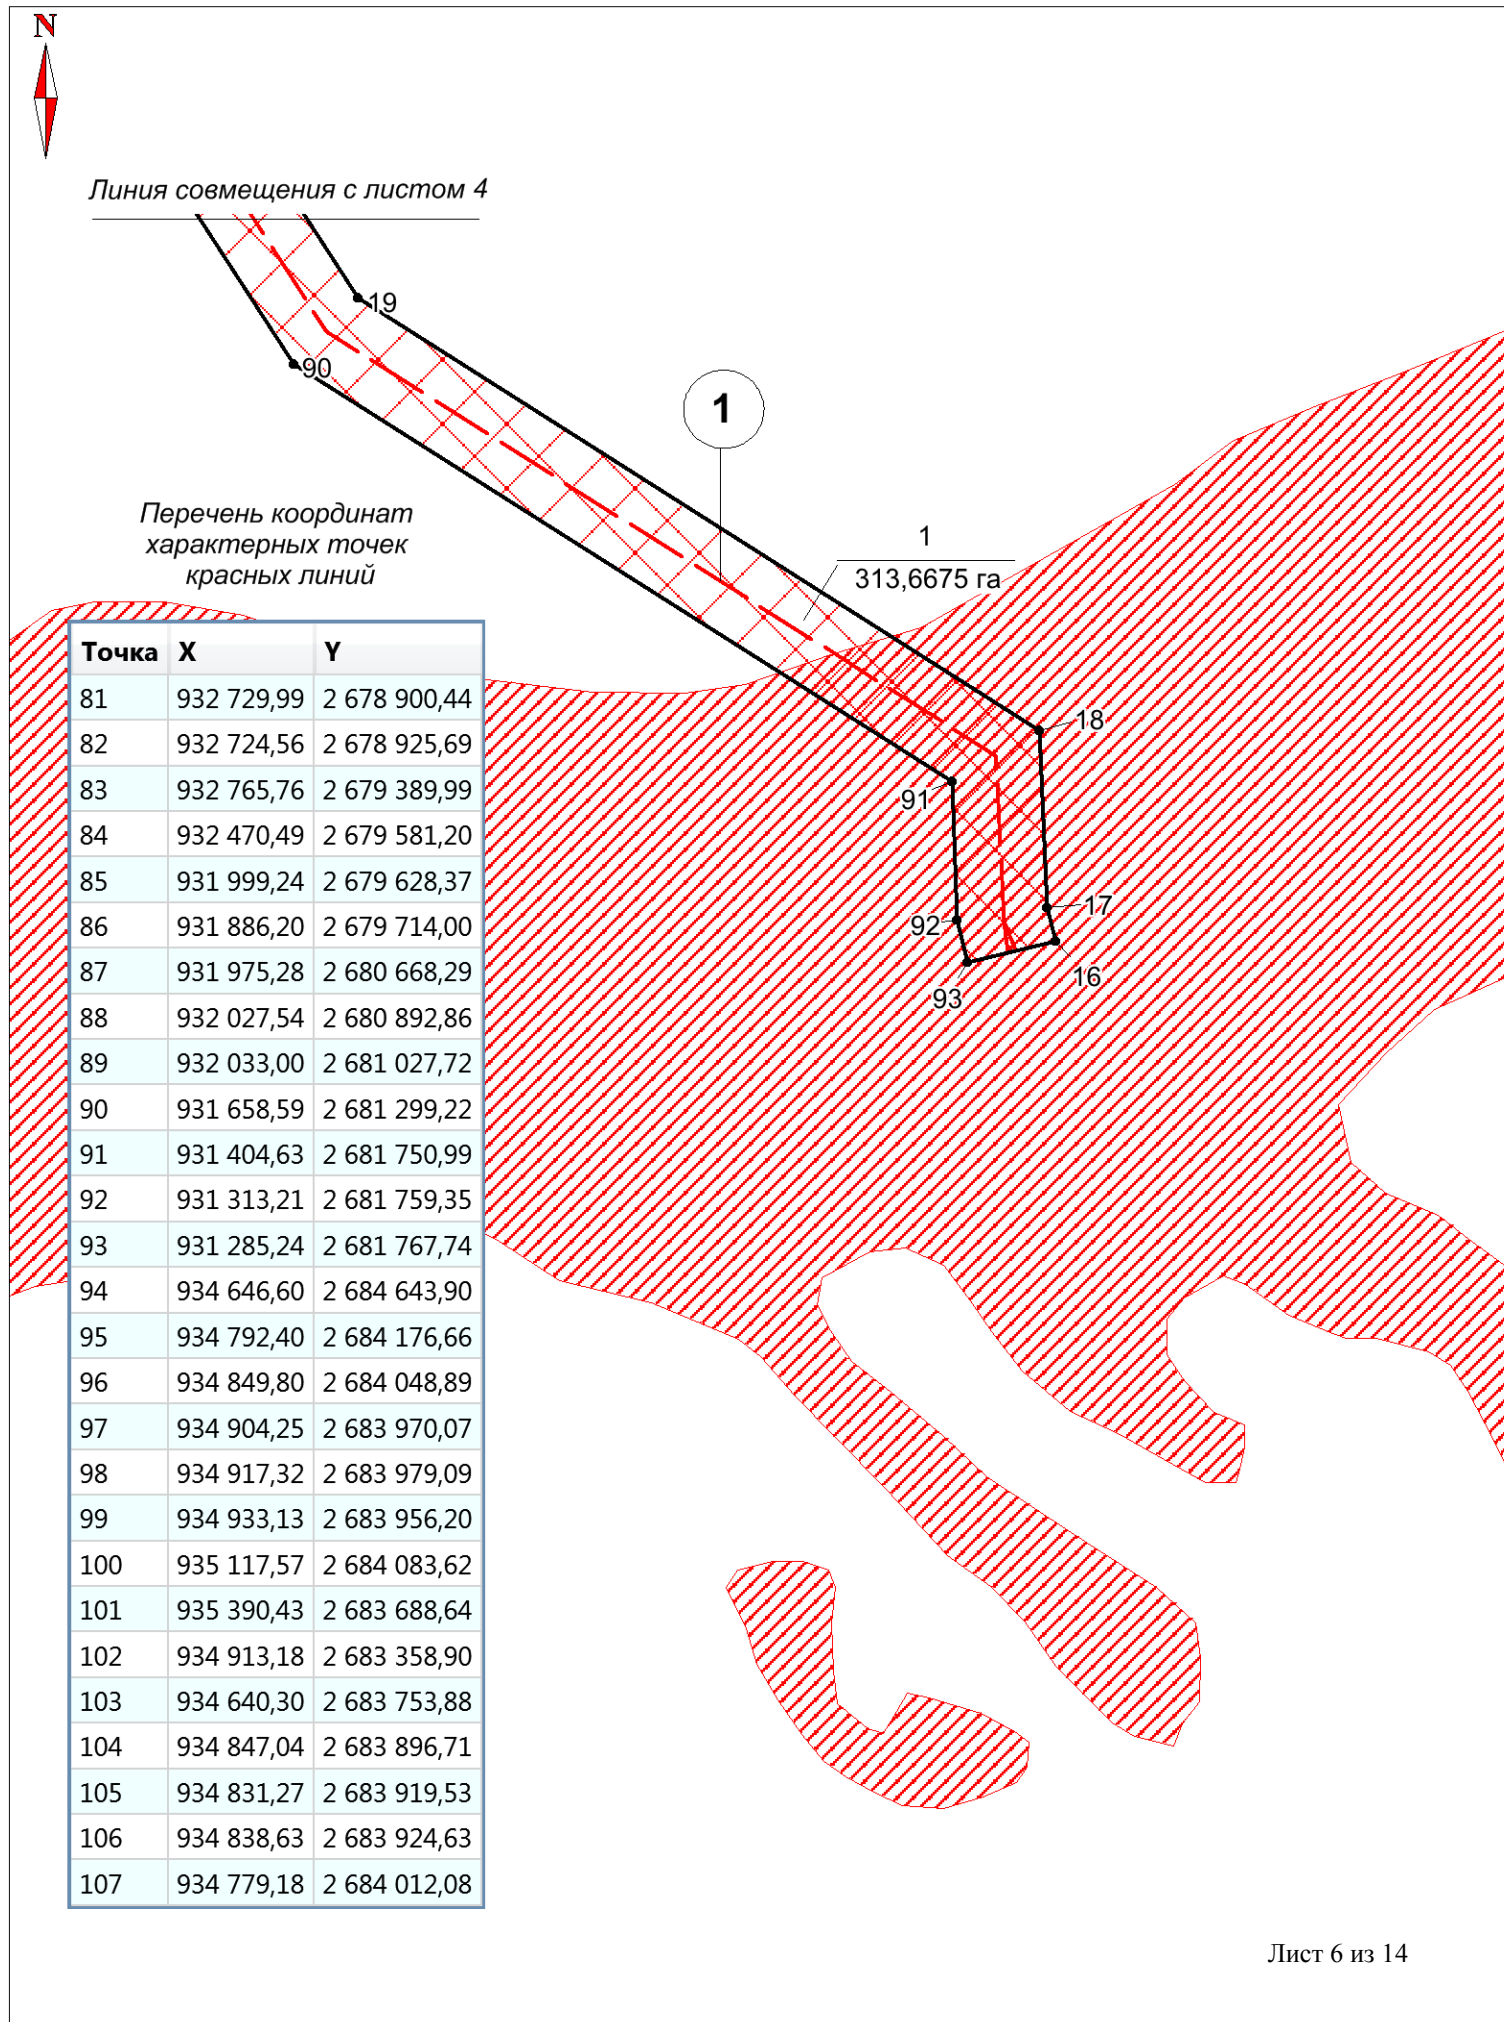 N
Линия совмещения с листом 4
19
90
1
Перечень координат
характерных точек
красных линий
1
313,6675 га
18
91
17
92
16
93
Точка X Y
81 932 729,99 2 678 900,44
82 932 724,56 2 678 925,69
83 932 765,76 2 679 389,99
84 932 470,49 2 679 581,20
85 931 999,24 2 679 628,37
86 931 886,20 2 679 714,00
87 931 975,28 2 680 668,29
88 932 027,54 2 680 892,86
89 932 033,00 2 681 027,72
90 931 658,59 2 681 299,22
91 931 404,63 2 681 750,99
92 931 313,21 2 681 759,35
93 931 285,24 2 681 767,74
94 934 646,60 2 684 643,90
95 934 792,40 2 684 176,66
96 934 849,80 2 684 048,89
97 934 904,25 2 683 970,07
98 934 917,32 2 683 979,09
99 934 933,13 2 683 956,20
100 935 117,57 2 684 083,62
101 935 390,43 2 683 688,64
102 934 913,18 2 683 358,90
103 934 640,30 2 683 753,88
104 934 847,04 2 683 896,71
105 934 831,27 2 683 919,53
106 934 838,63 2 683 924,63
107 934 779,18 2 684 012,08
Лист 6 из 14